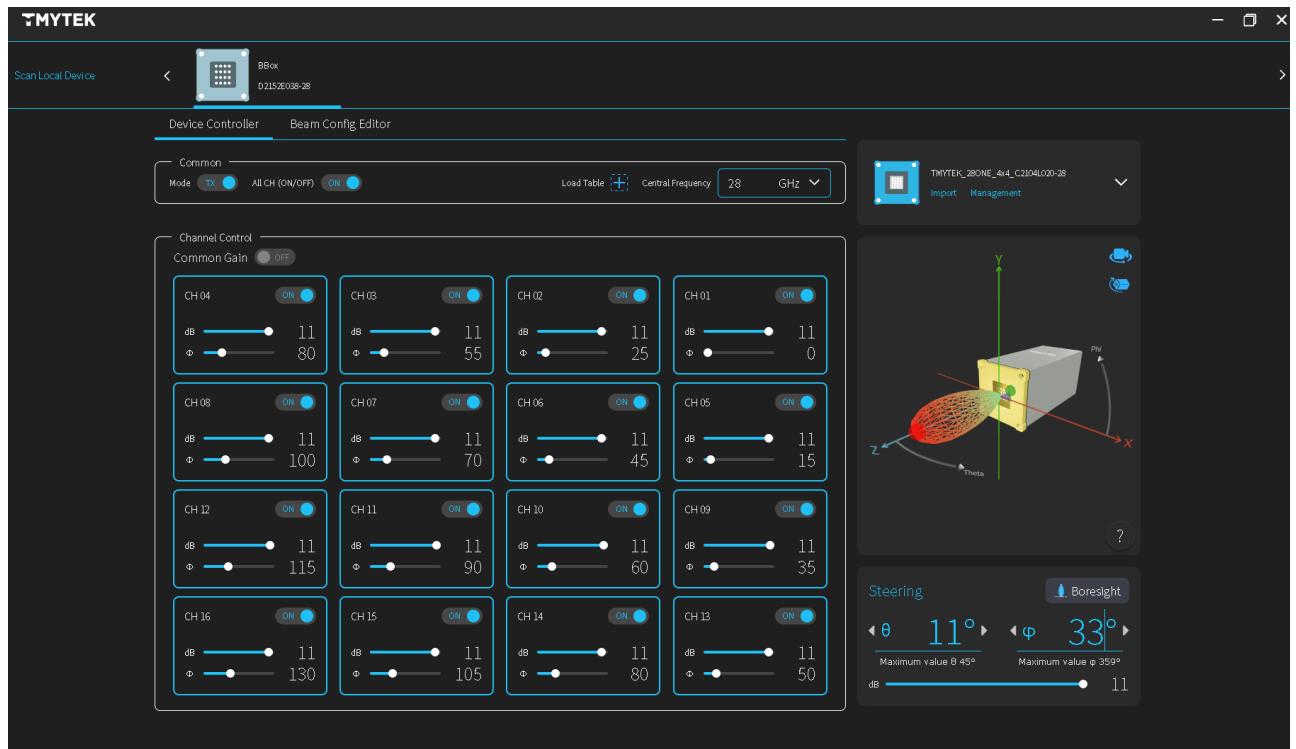 TMYTEK
Scan Local Device
BBox
D2152E038-28
Device Controller
Beam Config Editor
Common
Mode TX All CH (ON/OFF) ON Load Table Central Frequency 28 GHz
TMYTEK_28ONE_4x4_C2104L020-28
Import Management
Channel Control
Common Gain OFF
CH 04 ON
dB 11
Φ 80
CH 03 ON
dB 11
Φ 55
CH 02 ON
dB 11
Φ 25
CH 01 ON
dB 11
Φ 0
CH 08 ON
dB 11
Φ 100
CH 07 ON
dB 11
Φ 70
CH 06 ON
dB 11
Φ 45
CH 05 ON
dB 11
Φ 15
CH 12 ON
dB 11
Φ 115
CH 11 ON
dB 11
Φ 90
CH 10 ON
dB 11
Φ 60
CH 09 ON
dB 11
Φ 35
CH 16 ON
dB 11
Φ 130
CH 15 ON
dB 11
Φ 105
CH 14 ON
dB 11
Φ 80
CH 13 ON
dB 11
Φ 50
Y
Phi
X
Z
Theta
?
Steering
Boresight
θ 11° φ 33°
Maximum value θ 45° Maximum value φ 359°
dB 11